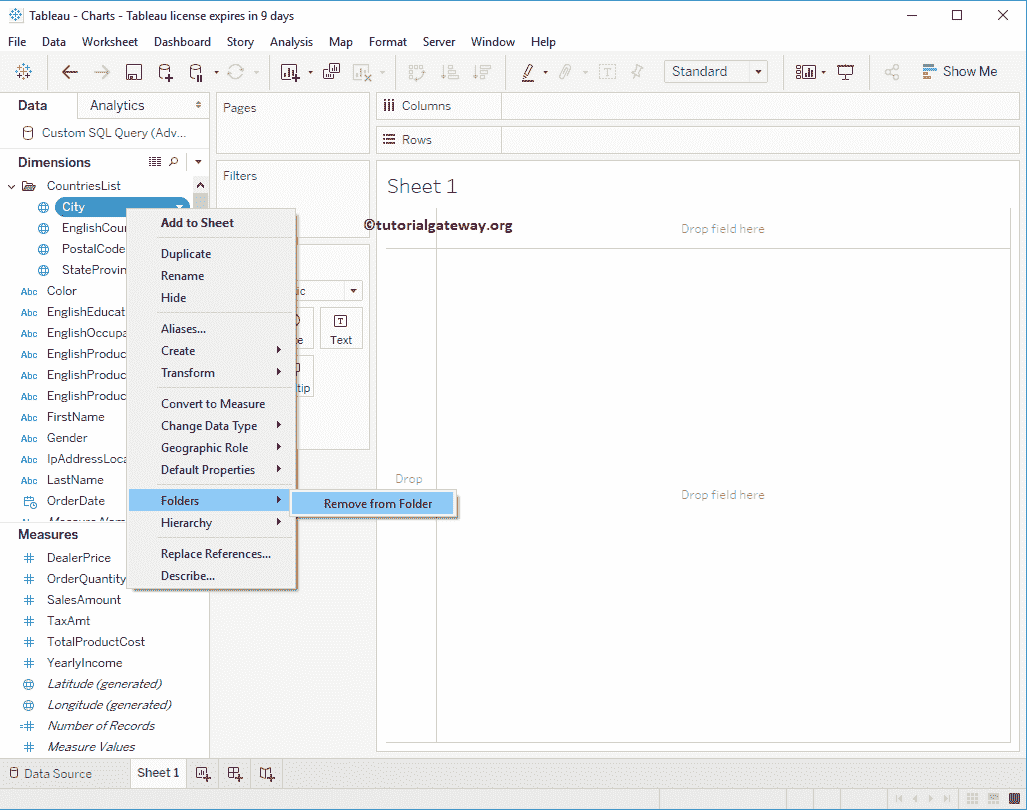 Tableau - Charts - Tableau license expires in 9 days
File Data Worksheet Dashboard Story Analysis Map Format Server Window Help
Standard
Show Me
Data
Analytics
Custom SQL Query (Adv...
Dimensions
CountriesList
City
EnglishCour
PostalCode
StateProvin
Abc Color
Abc EnglishEducat
Abc EnglishOccupa
Abc EnglishProduc
Abc EnglishProduc
Abc EnglishProduc
Abc FirstName
Abc Gender
Abc IpAddressLoca
Abc LastName
OrderDate
Measures
DealerPrice
OrderQuantity
SalesAmount
TaxAmt
TotalProductCost
YearlyIncome
Latitude (generated)
Longitude (generated)
Number of Records
Measure Values
Add to Sheet
Duplicate
Rename
Hide
Aliases...
Create
Transform
Convert to Measure
Change Data Type
Geographic Role
Default Properties
Folders
Hierarchy
Replace References...
Describe...
Remove from Folder
Pages
Filters
ic
T
Text
tip
Columns
Rows
Sheet 1
©tutorialgateway.org
Drop field here
Drop
Drop field here
Data Source
Sheet 1